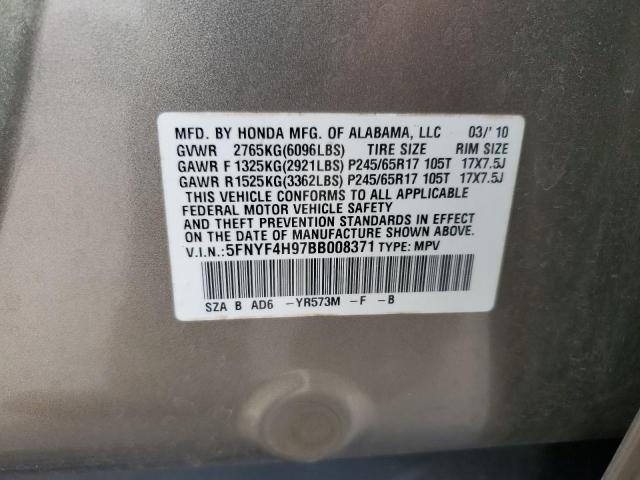 MFD. BY HONDA MFG. OF ALABAMA, LLC 03/'10
GVWR 2765KG(6096LBS) TIRE SIZE RIM SIZE
GAWR F 1325KG(2921LBS) P245/65R17 105T 17X7.5J
GAWR R1525KG(3362LBS) P245/65R17 105T 17X7.5J
THIS VEHICLE CONFORMS TO ALL APPLICABLE
FEDERAL MOTOR VEHICLE SAFETY
AND THEFT PREVENTION STANDARDS IN EFFECT
ON THE DATE OF MANUFACTURE SHOWN ABOVE.
V.I.N.: 5FNYF4H97BB008371 TYPE: MPV
SZA B AD6 -YR573M -F -B